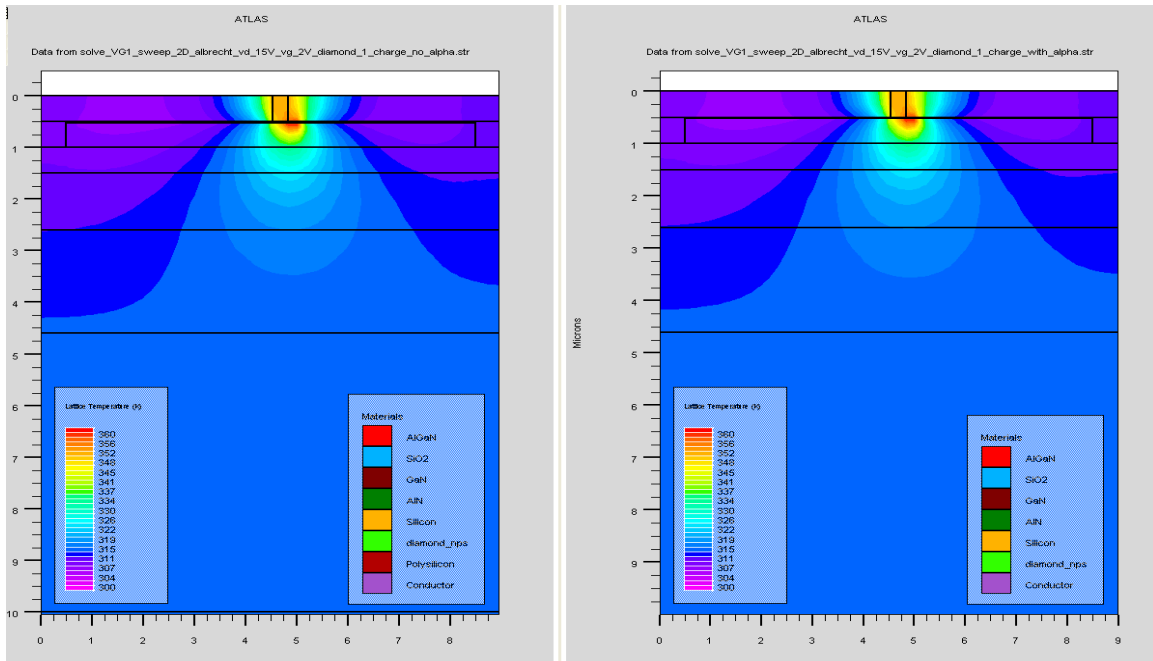 ATLAS
Data from solve_VG1_sweep_2D_albrecht_vd_15V_vg_2V_diamond_1_charge_no_alpha.str
0
1
2
3
4
5
6
7
8
9
10
Lattice Temperature (K)
360
356
352
348
345
341
337
334
330
326
322
319
315
311
307
304
300
Materials
AlGaN
SiO2
GaN
AlN
Silicon
diamond_nps
Polysilicon
Conductor
0 1 2 3 4 5 6 7 8
ATLAS
Data from solve_VG1_sweep_2D_albrecht_vd_15V_vg_2V_diamond_1_charge_with_alpha.str
Microns
0
1
2
3
4
5
6
7
8
9
Lattice Temperature (K)
360
356
352
348
345
341
337
334
330
326
322
319
315
311
307
304
300
Materials
AlGaN
SiO2
GaN
AlN
Silicon
diamond_nps
Conductor
0 1 2 3 4 5 6 7 8 9